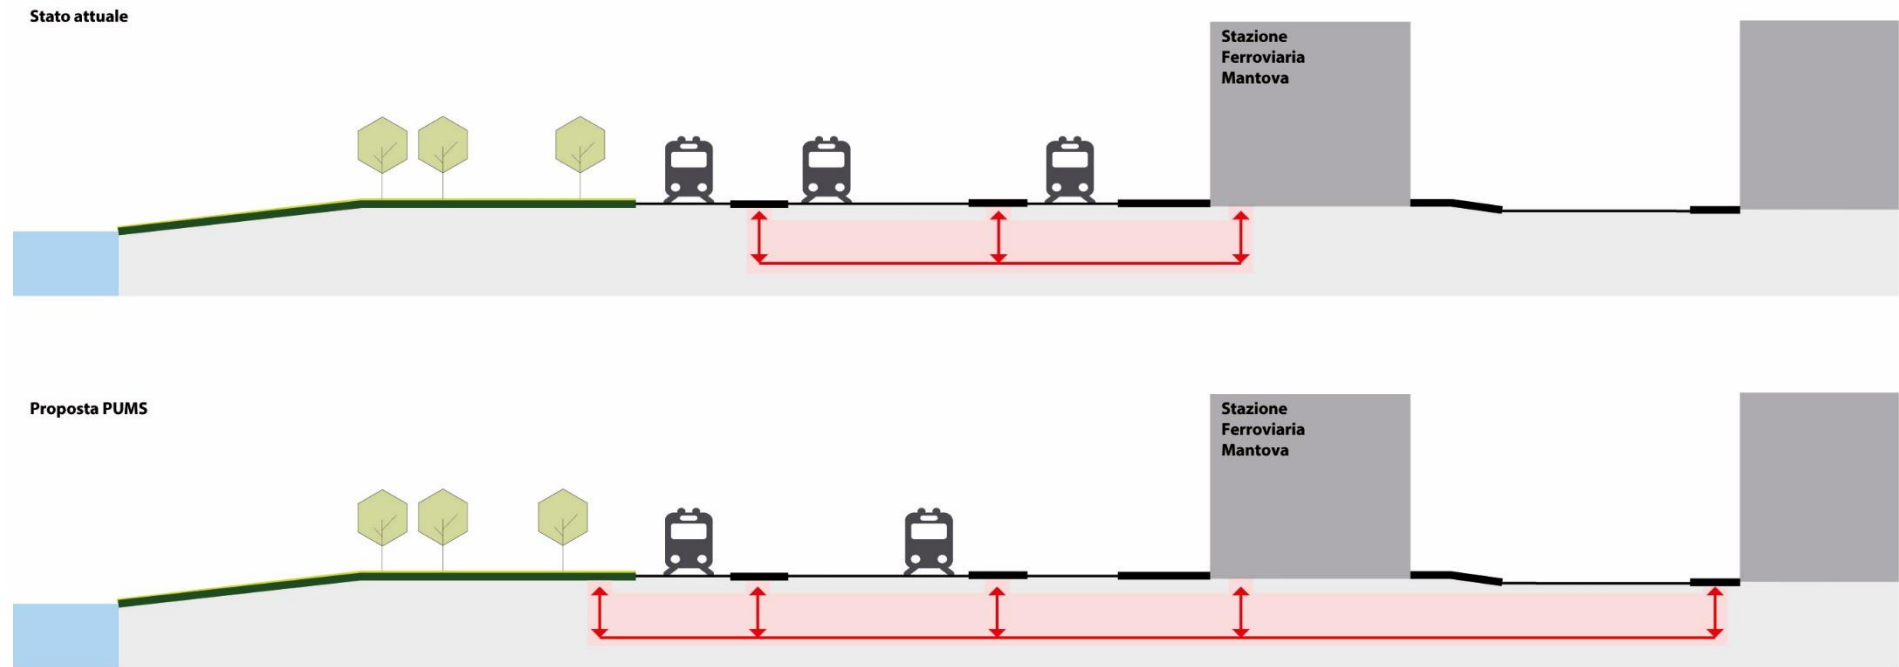 Stato attuale
Stazione
Ferroviaria
Mantova
Proposta PUMS
Stazione
Ferroviaria
Mantova